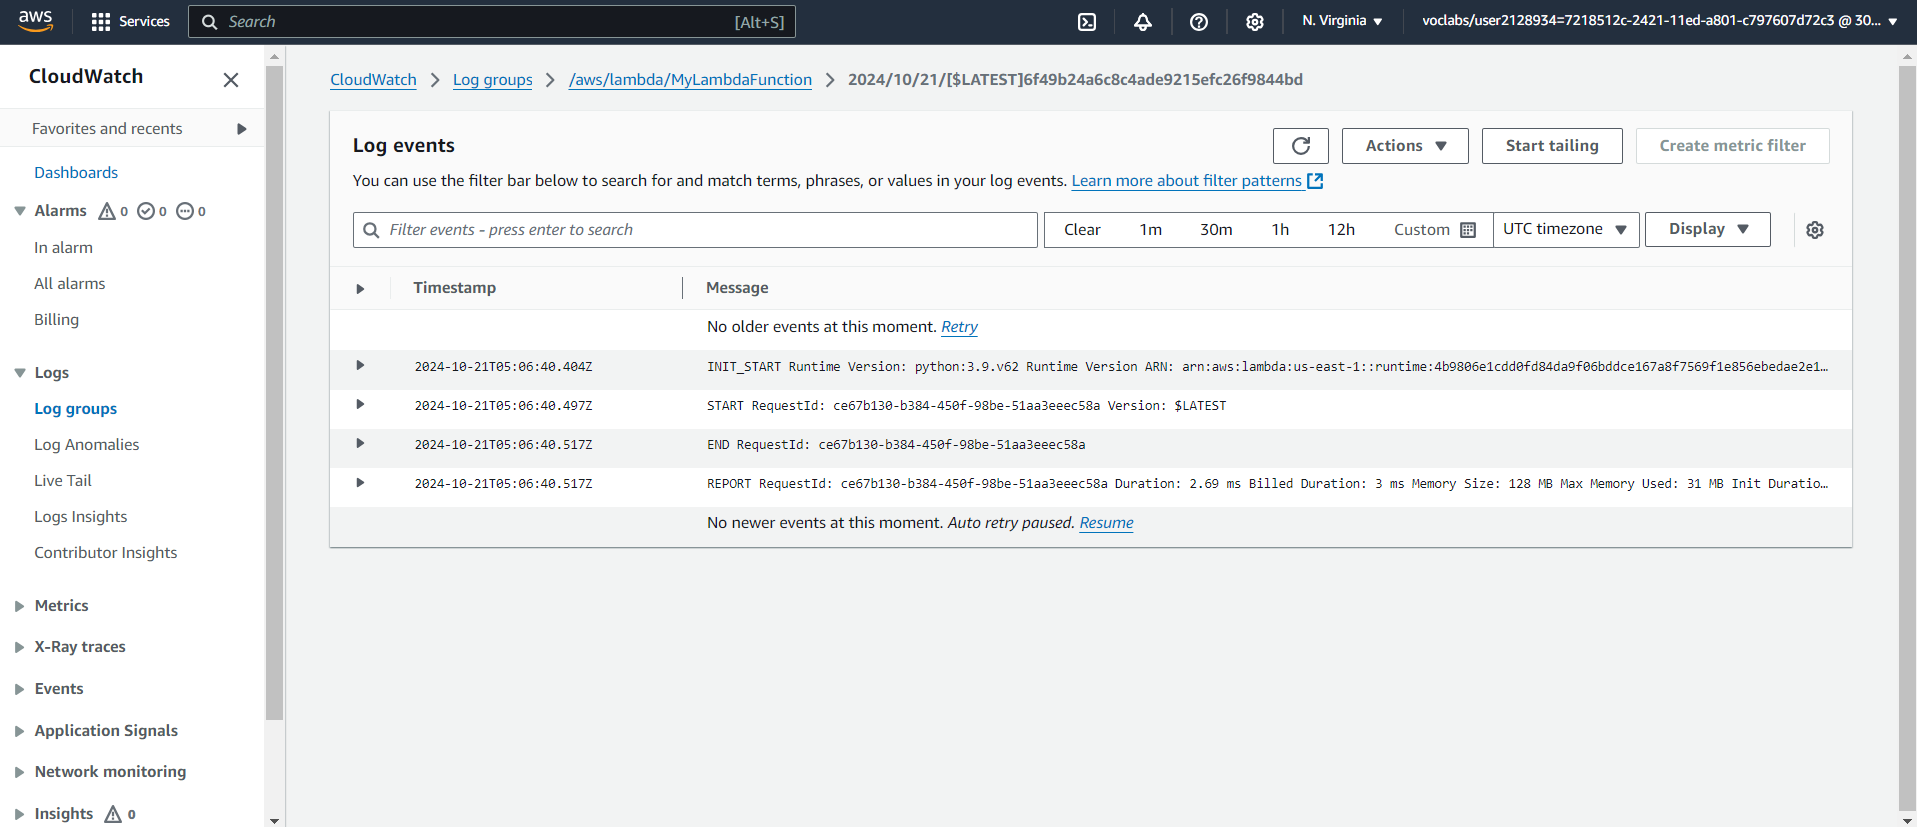 aws
Services
Search
[Alt+S]
N. Virginia
voclabs/user2128934=7218512c-2421-11ed-a801-c797607d72c3 @ 30...
CloudWatch
Favorites and recents
Dashboards
Alarms 0 0 0
In alarm
All alarms
Billing
Logs
Log groups
Log Anomalies
Live Tail
Logs Insights
Contributor Insights
Metrics
X-Ray traces
Events
Application Signals
Network monitoring
Insights 0
CloudWatch
Log groups
/aws/lambda/MyLambdaFunction
2024/10/21/[$LATEST]6f49b24a6c8c4ade9215efc26f9844bd
Log events
Actions
Start tailing
Create metric filter
You can use the filter bar below to search for and match terms, phrases, or values in your log events. Learn more about filter patterns
Filter events - press enter to search
Clear
1m
30m
1h
12h
Custom
UTC timezone
Display
Timestamp
Message
No older events at this moment. Retry
2024-10-21T05:06:40.404Z
INIT_START Runtime Version: python:3.9.v62 Runtime Version ARN: arn:aws:lambda:us-east-1::runtime:4b9806e1cdd0fd84da9f06bddce167a8f7569f1e856ebedae2e1…
2024-10-21T05:06:40.497Z
START RequestId: ce67b130-b384-450f-98be-51aa3eeec58a Version: $LATEST
2024-10-21T05:06:40.517Z
END RequestId: ce67b130-b384-450f-98be-51aa3eeec58a
2024-10-21T05:06:40.517Z
REPORT RequestId: ce67b130-b384-450f-98be-51aa3eeec58a Duration: 2.69 ms Billed Duration: 3 ms Memory Size: 128 MB Max Memory Used: 31 MB Init Duratio…
No newer events at this moment. Auto retry paused. Resume